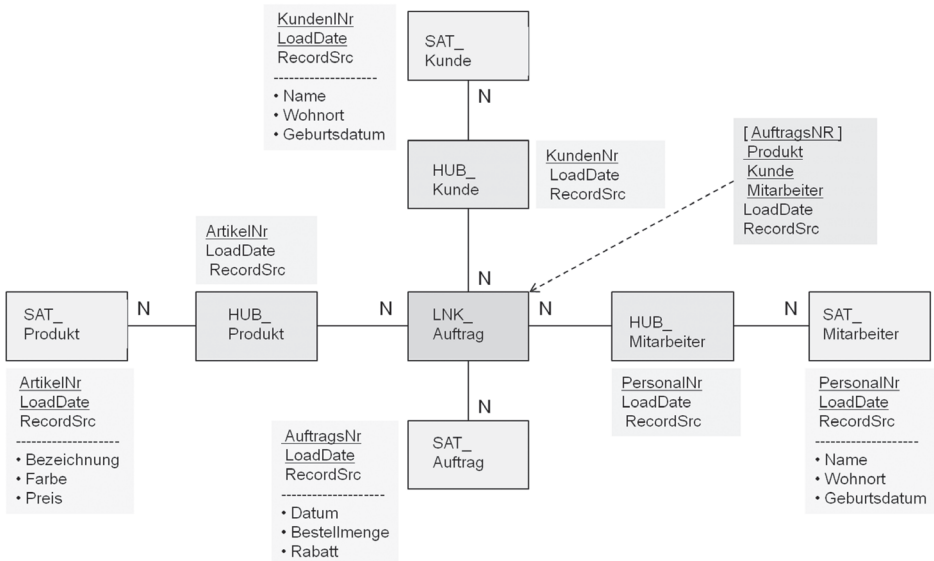 KundenlNr
LoadDate
RecordSrc
--------------------
• Name
• Wohnort
• Geburtsdatum
SAT_
Kunde
N
HUB_
Kunde
KundenNr
LoadDate
RecordSrc
[ AuftragsNR ]
Produkt
Kunde
Mitarbeiter
LoadDate
RecordSrc
ArtikelNr
LoadDate
RecordSrc
N
SAT_
Produkt
N
HUB_
Produkt
N
LNK_
Auftrag
N
HUB_
Mitarbeiter
N
SAT_
Mitarbeiter
ArtikelNr
LoadDate
RecordSrc
--------------------
• Bezeichnung
• Farbe
• Preis
AuftragsNr
LoadDate
RecordSrc
--------------------
• Datum
• Bestellmenge
• Rabatt
N
SAT_
Auftrag
PersonalNr
LoadDate
RecordSrc
PersonalNr
LoadDate
RecordSrc
--------------------
• Name
• Wohnort
• Geburtsdatum